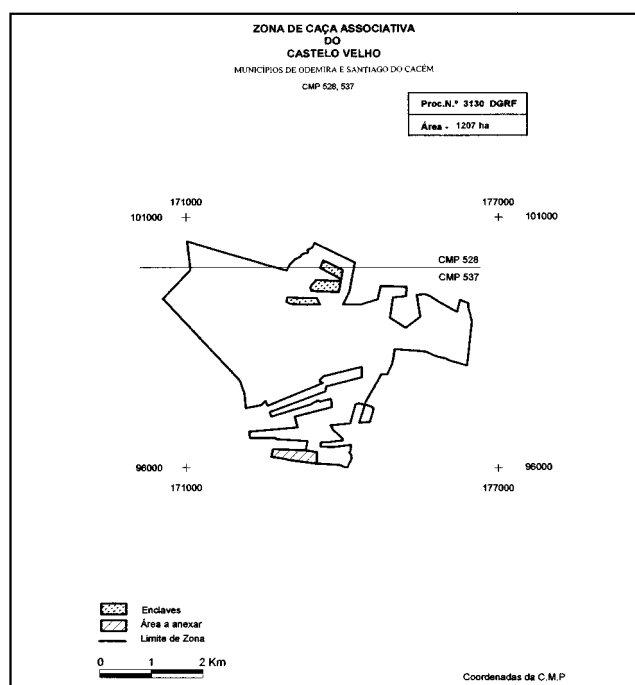 ZONA DE CAÇA ASSOCIATIVA
DO
CASTELO VELHO
MUNICÍPIOS DE ODEMIRA E SANTIAGO DO CACÉM
CMP 528, 537
Proc.N.º 3130 DGRF
Área - 1207 ha
171000 177000
101000 101000
CMP 528
CMP 537
96000 96000
171000 177000
Enclaves
Área a anexar
Limite de Zona
0 1 2 Km
Coordenadas da C.M.P